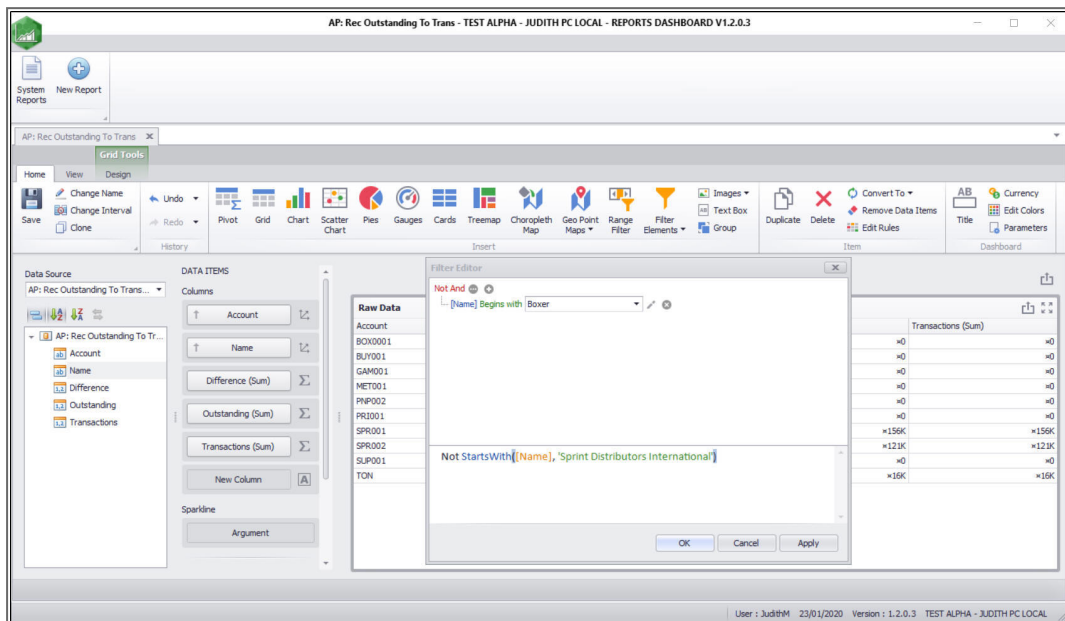 AP: Rec Outstanding To Trans - TEST ALPHA - JUDITH PC LOCAL - REPORTS DASHBOARD V1.2.0.3
System Reports
New Report
AP: Rec Outstanding To Trans
Grid Tools
Home View Design
Save
Change Name
Change Interval
Clone
Undo
Redo
History
Pivot
Grid
Chart
Scatter Chart
Pies
Gauges
Cards
Treemap
Choropleth Map
Geo Point Maps
Range Filter
Filter Elements
Images
Text Box
Group
Insert
Duplicate
Delete
Convert To
Remove Data Items
Edit Rules
Item
AB
Title
Currency
Edit Colors
Parameters
Dashboard
Data Source
AP: Rec Outstanding To Trans...
AP: Rec Outstanding To Tr...
ab Account
ab Name
1,2 Difference
1,2 Outstanding
1,2 Transactions
DATA ITEMS
Columns
Account
Name
Difference (Sum)
Outstanding (Sum)
Transactions (Sum)
New Column
Sparkline
Argument
Filter Editor
Not And
[Name] Begins with Boxer
Not StartsWith([Name], 'Sprint Distributors International')
OK Cancel Apply
Raw Data
Account Transactions (Sum)
BOX0001 ¤0 ¤0
BUY001 ¤0 ¤0
GAM001 ¤0 ¤0
MET001 ¤0 ¤0
PNP002 ¤0 ¤0
PRI001 ¤0 ¤0
SPR001 ¤156K ¤156K
SPR002 ¤121K ¤121K
SUP001 ¤0 ¤0
TON ¤16K ¤16K
User : JudithM 23/01/2020 Version : 1.2.0.3 TEST ALPHA - JUDITH PC LOCAL